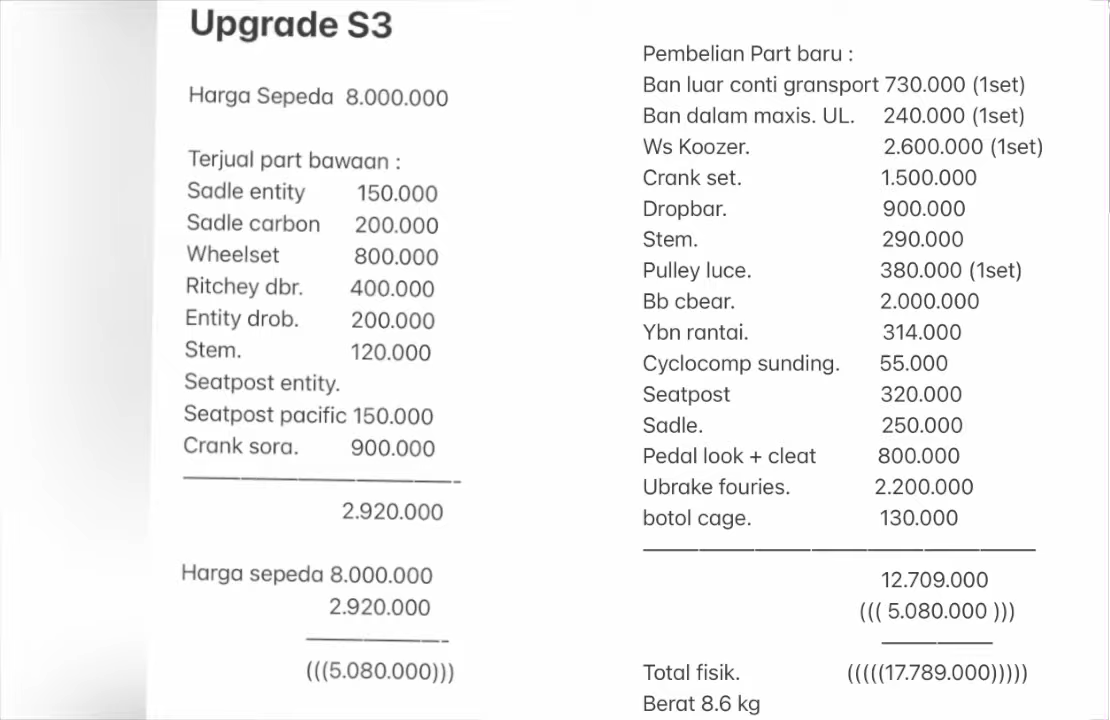 Upgrade S3
Harga Sepeda 8.000.000
Terjual part bawaan :
Sadle entity 150.000
Sadle carbon 200.000
Wheelset 800.000
Ritchey dbr. 400.000
Entity drob. 200.000
Stem. 120.000
Seatpost entity.
Seatpost pacific 150.000
Crank sora. 900.000
2.920.000
Harga sepeda 8.000.000
2.920.000
(((5.080.000)))
Pembelian Part baru :
Ban luar conti gransport 730.000 (1set)
Ban dalam maxis. UL. 240.000 (1set)
Ws Koozer. 2.600.000 (1set)
Crank set. 1.500.000
Dropbar. 900.000
Stem. 290.000
Pulley luce. 380.000 (1set)
Bb cbear. 2.000.000
Ybn rantai. 314.000
Cyclocomp sunding. 55.000
Seatpost 320.000
Sadle. 250.000
Pedal look + cleat 800.000
Ubrake fouries. 2.200.000
botol cage. 130.000
12.709.000
((( 5.080.000 )))
Total fisik. (((((17.789.000)))))
Berat 8.6 kg